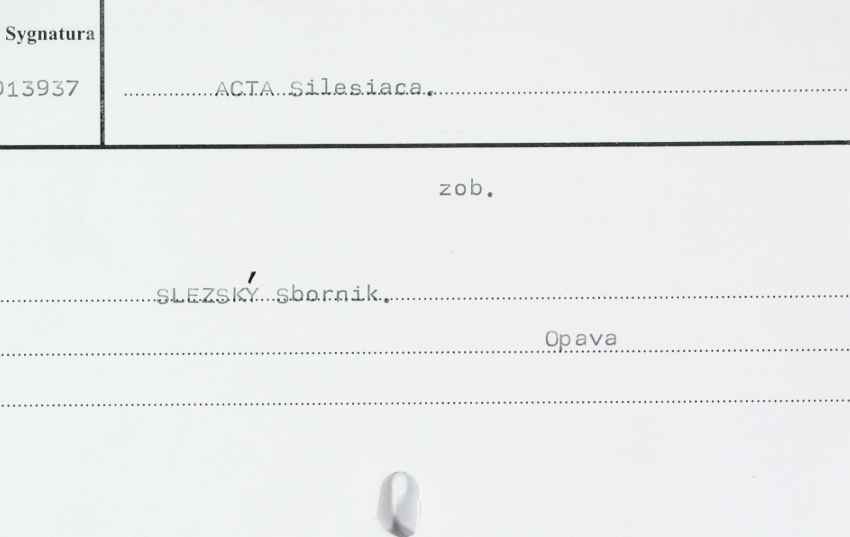 Sygnatura
013937
ACTA Silesiaca.
zob.
SLEZSKÝ Sbornik.
Opava